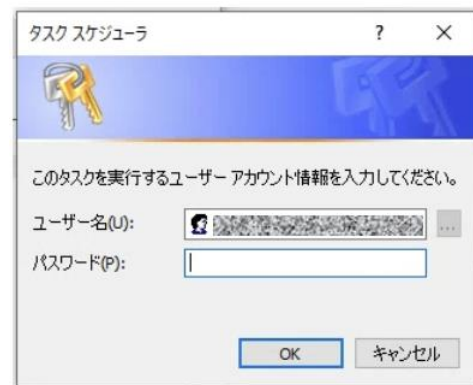 タスク スケジューラ
このタスクを実行するユーザー アカウント情報を入力してください。
ユーザー名(U):
...
パスワード(P):
OK
キャンセル